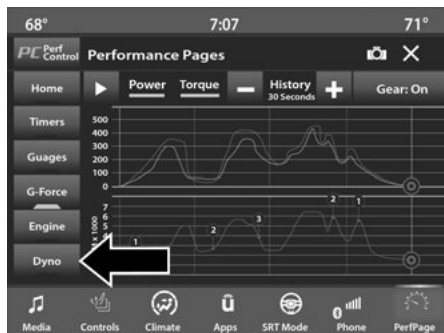 68° 7:07 71°
PC Perf Control Performance Pages
Home Power Torque History 30 Seconds Gear: On
Timers
Guages
G-Force
Engine
Dyno
500
400
300
200
100
0
7
6
5
4
3
2
x 1000
1 2 3 2 1
Media Controls Climate Apps SRT Mode Phone PerfPage
ü
0